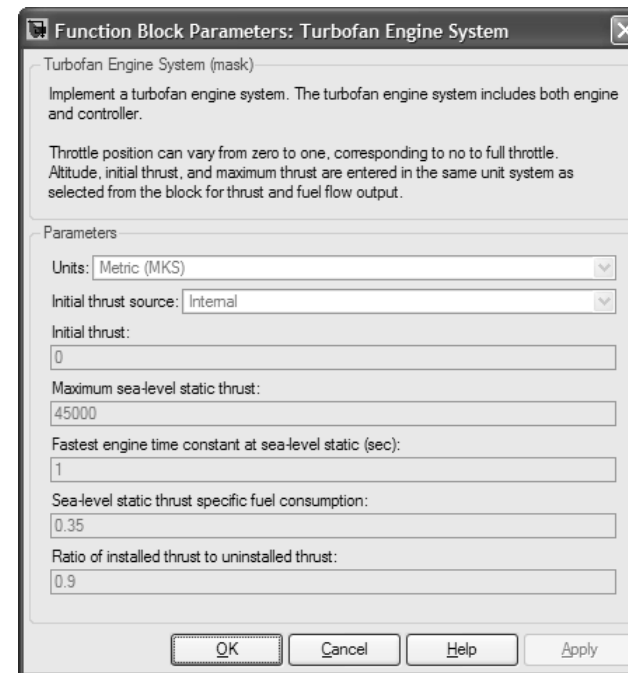 Function Block Parameters: Turbofan Engine System
Turbofan Engine System (mask)
Implement a turbofan engine system. The turbofan engine system includes both engine
and controller.
Throttle position can vary from zero to one, corresponding to no to full throttle.
Altitude, initial thrust, and maximum thrust are entered in the same unit system as
selected from the block for thrust and fuel flow output.
Parameters
Units: Metric (MKS)
Initial thrust source: Internal
Initial thrust:
0
Maximum sea-level static thrust:
45000
Fastest engine time constant at sea-level static (sec):
1
Sea-level static thrust specific fuel consumption:
0.35
Ratio of installed thrust to uninstalled thrust:
0.9
OK Cancel Help Apply